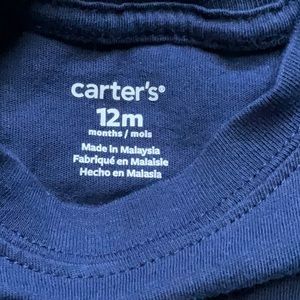 carter's®
12m
months / mois
Made in Malaysia
Fabriqué en Malaisie
Hecho en Malasia